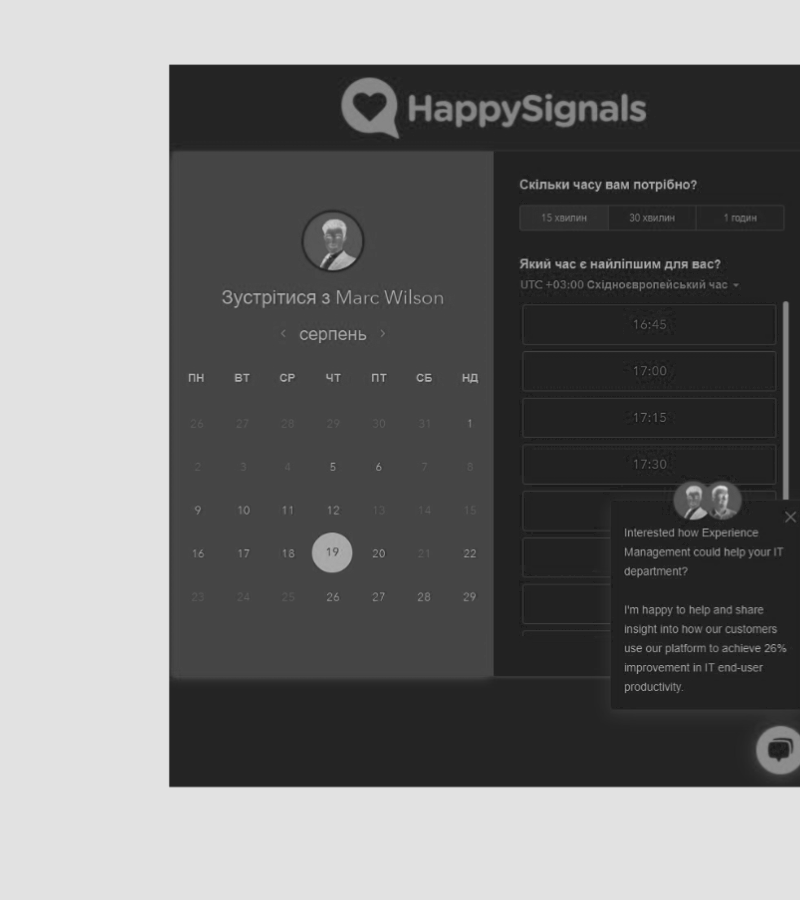 HappySignals
Зустрітися з Marc Wilson
серпень
ПН ВТ СР ЧТ ПТ СБ НД
26 27 28 29 30 31 1
2 3 4 5 6 7 8
9 10 11 12 13 14 15
16 17 18 19 20 21 22
23 24 25 26 27 28 29
Скільки часу вам потрібно?
15 хвилин 30 хвилин 1 годин
Який час є найліпшим для вас?
UTC +03:00 Східноєвропейський час
16:45
17:00
17:15
17:30
Interested how Experience
Management could help your IT
department?
I'm happy to help and share
insight into how our customers
use our platform to achieve 26%
improvement in IT end-user
productivity.